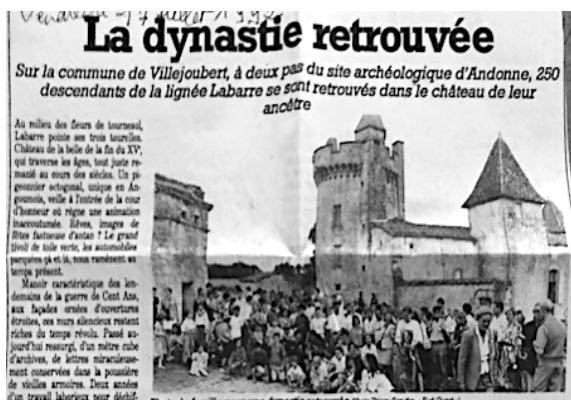 Vendredi 17 juillet 199
La dynastie retrouvée
Sur la commune de Villejoubert, à deux pas du site archéologique d'Andonne, 250
descendants de la lignée Labarre se sont retrouvés dans le château de leur
ancêtre
Au milieu des fleurs de tournesol,
Labarre pointe ses trois tourelles.
Château de la belle de la fin du XVe,
qui traverse les âges, tout juste re-
manié au cours des siècles. Un pi-
geonnier octogonal, unique en An-
goumois, veille à l'entrée de la cour
d'honneur où règne une animation
inaccoutumée. Rêves, images de
fêtes fastueuse d'antan ? Le grand
tivoli de toile verte, les automobiles
parquées çà et là, nous ramènent au
temps présent.
Manoir caractéristique des len-
demains de la guerre de Cent Ans,
aux façades ornées d'ouvertures
étroites, ces murs silencieux restent
riches du temps révolu. Passé au-
jourd'hui ressurgi, d'un mètre cube
d'archives, de lettres miraculeuse-
ment conservées dans la poussière
de vieilles armoires. Deux années
d'un travail laborieux pour déchif-